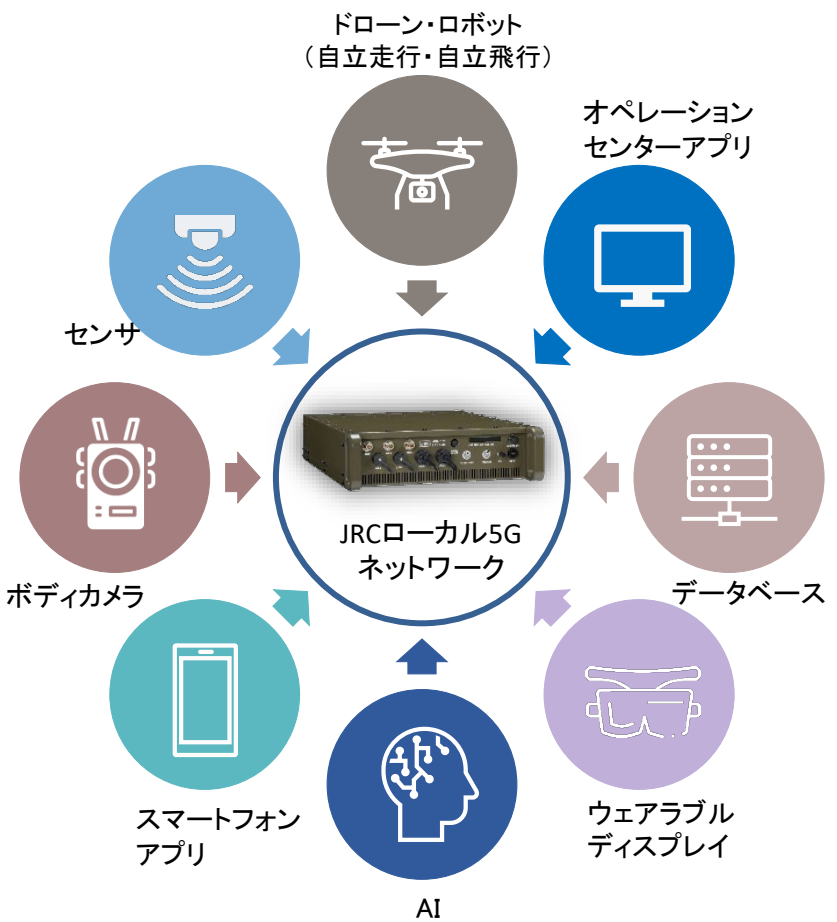 ドローン・ロボット
（自立走行・自立飛行）
オペレーション
センターアプリ
センサ
JRCローカル5G
ネットワーク
ボディカメラ
データベース
スマートフォン
アプリ
ウェアラブル
ディスプレイ
AI